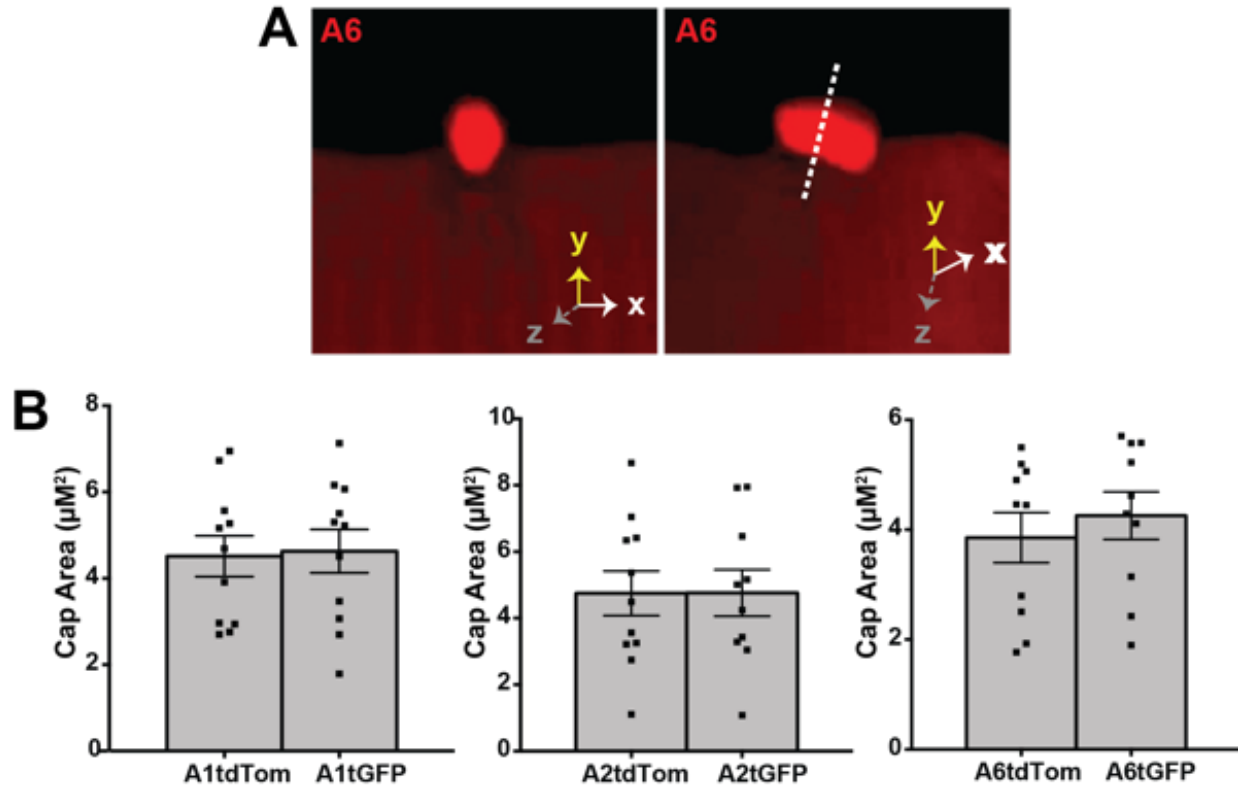 A
A6
A6
y
x
z
y
x
z
B
Cap Area (µM²)
8
6
4
2
0
A1tdTom A1tGFP
Cap Area (µM²)
10
8
6
4
2
0
A2tdTom A2tGFP
Cap Area (µM²)
6
4
2
0
A6tdTom A6tGFP